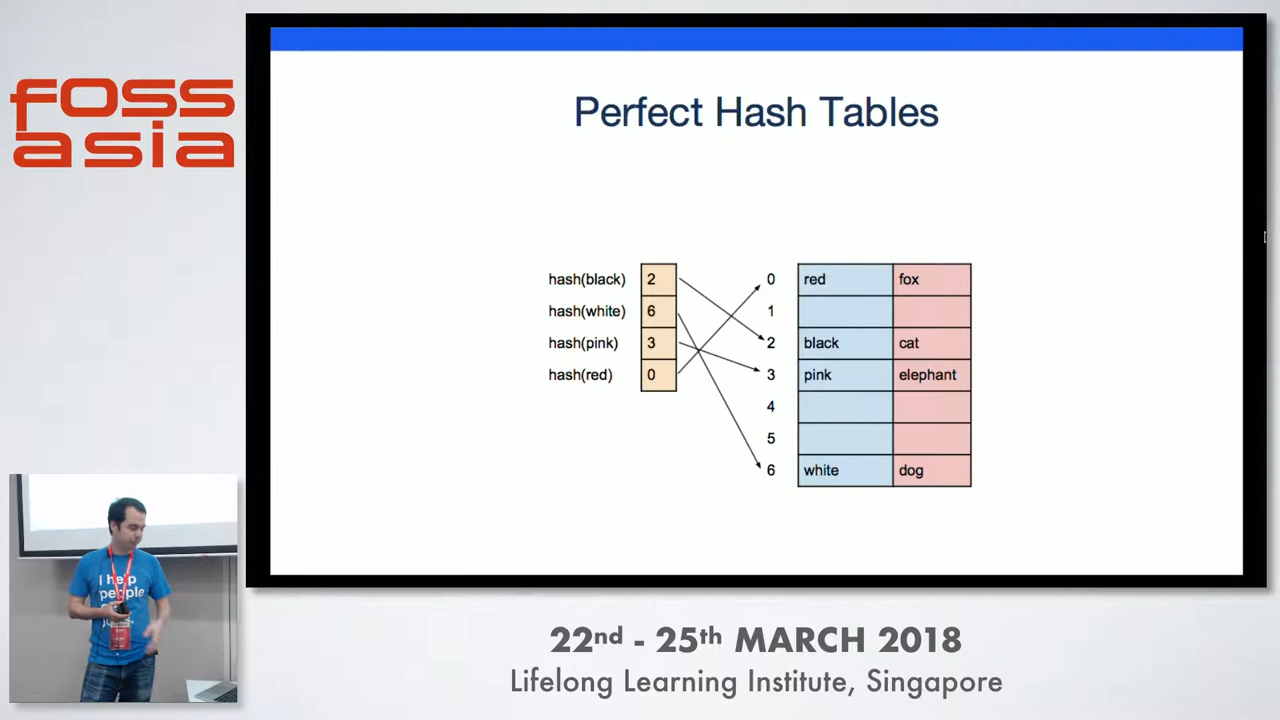 foss
asia
Perfect Hash Tables
hash(black) 2
hash(white) 6
hash(pink) 3
hash(red) 0
0 red fox
1
2 black cat
3 pink elephant
4
5
6 white dog
I help
people
22nd - 25th MARCH 2018
Lifelong Learning Institute, Singapore